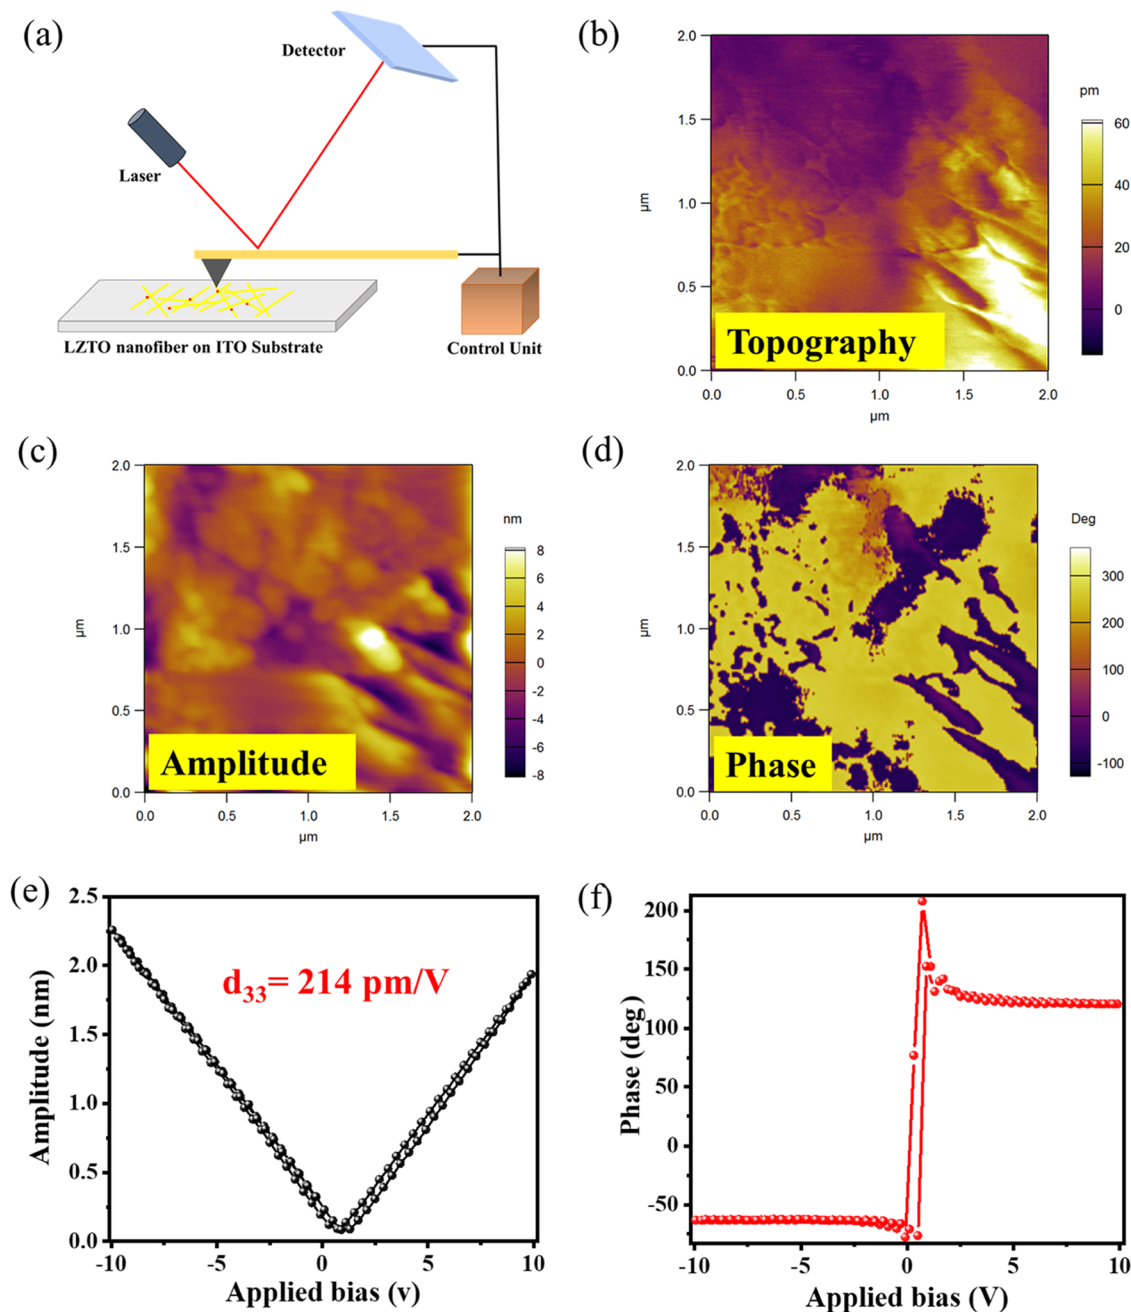 (a)
Detector
Laser
LZTO nanofiber on ITO Substrate
Control Unit
(b)
2.0
1.5
1.0
0.5
0.0
µm
0.0 0.5 1.0 1.5 2.0
µm
Topography
pm
60
40
20
0
(c)
2.0
1.5
1.0
0.5
0.0
µm
0.0 0.5 1.0 1.5 2.0
µm
Amplitude
nm
8
6
4
2
0
-2
-4
-6
-8
(d)
2.0
1.5
1.0
0.5
0.0
µm
0.0 0.5 1.0 1.5 2.0
µm
Phase
Deg
300
200
100
0
-100
(e)
2.5
2.0
1.5
1.0
0.5
0.0
Amplitude (nm)
d33= 214 pm/V
-10 -5 0 5 10
Applied bias (v)
(f)
200
150
100
50
0
-50
Phase (deg)
-10 -5 0 5 10
Applied bias (V)